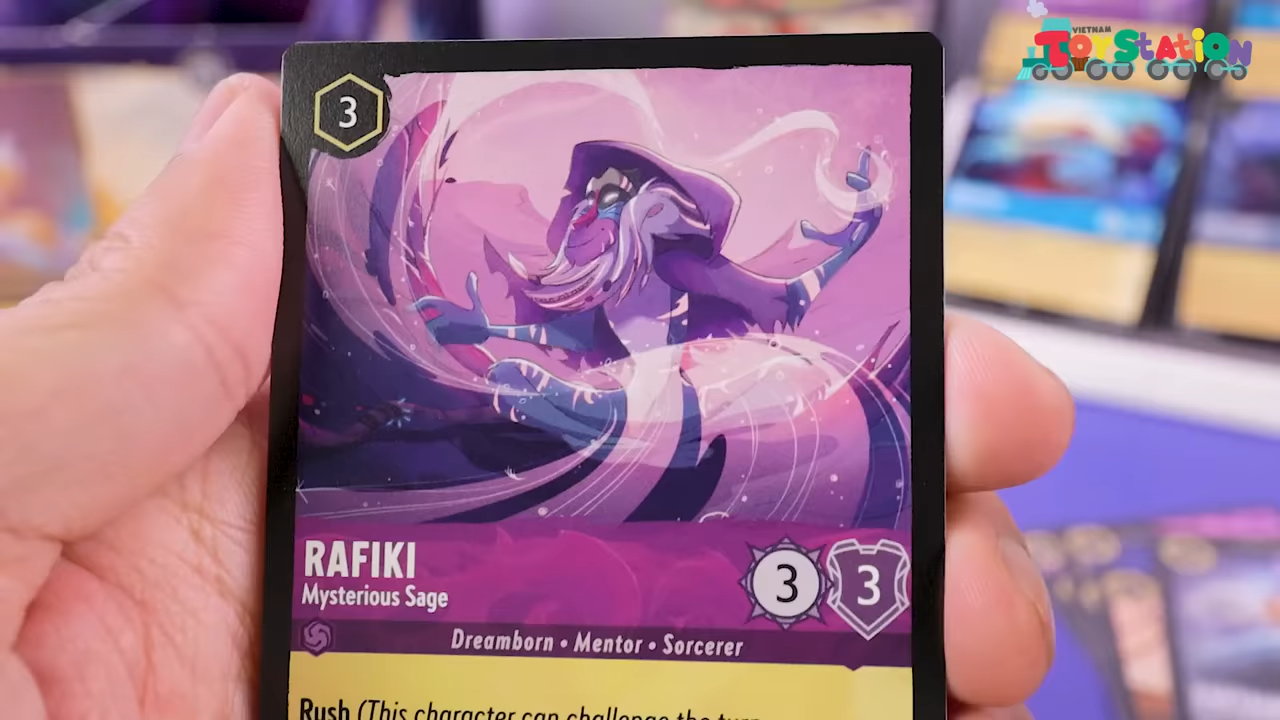 VIETNAM
TOYSTATION
3
RAFIKI
Mysterious Sage
3
3
Dreamborn • Mentor • Sorcerer
Rush (This character can challenge the turn